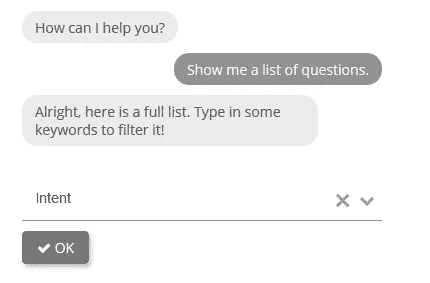 How can I help you?
Show me a list of questions.
Alright, here is a full list. Type in some
keywords to filter it!
Intent
OK